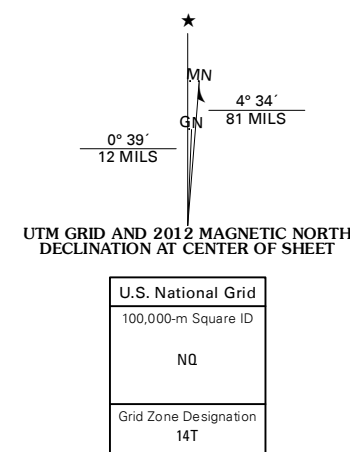 ★
MN
4° 34´
81 MILS
GN
0° 39´
12 MILS
UTM GRID AND 2012 MAGNETIC NORTH
DECLINATION AT CENTER OF SHEET
U.S. National Grid
100,000-m Square ID
NQ
Grid Zone Designation
14T